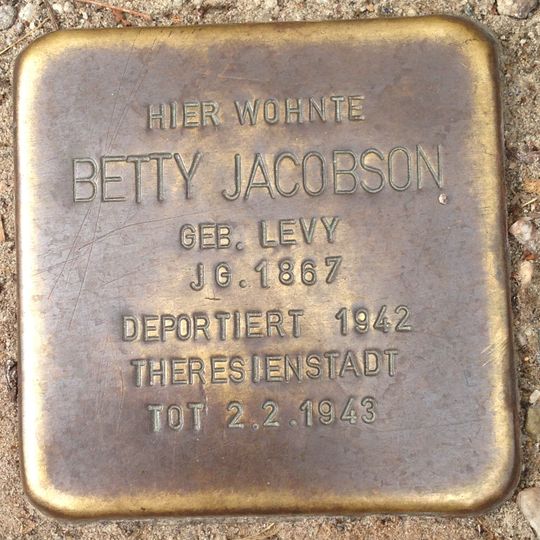 HIER WOHNTE
BETTY JACOBSON
GEB. LEVY
JG. 1867
DEPORTIERT 1942
THERESIENSTADT
TOT 2.2.1943